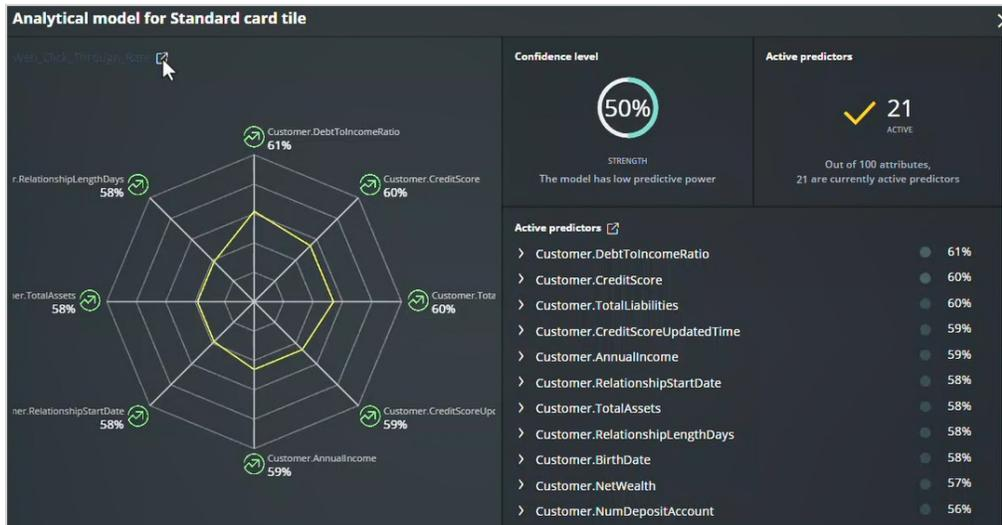 Analytical model for Standard card tile
Web_Click_Through_Rate
Customer.DebtToIncomeRatio
61%
r.RelationshipLengthDays
58%
Customer.CreditScore
60%
er.TotalAssets
58%
Customer.Tota
60%
ner.RelationshipStartDate
58%
Customer.CreditScoreUpd
59%
Customer.AnnualIncome
59%
Confidence level
50%
STRENGTH
The model has low predictive power
Active predictors
21
ACTIVE
Out of 100 attributes,
21 are currently active predictors
Active predictors
Customer.DebtToIncomeRatio 61%
Customer.CreditScore 60%
Customer.TotalLiabilities 60%
Customer.CreditScoreUpdatedTime 59%
Customer.AnnualIncome 59%
Customer.RelationshipStartDate 58%
Customer.TotalAssets 58%
Customer.RelationshipLengthDays 58%
Customer.BirthDate 58%
Customer.NetWealth 57%
Customer.NumDepositAccount 56%